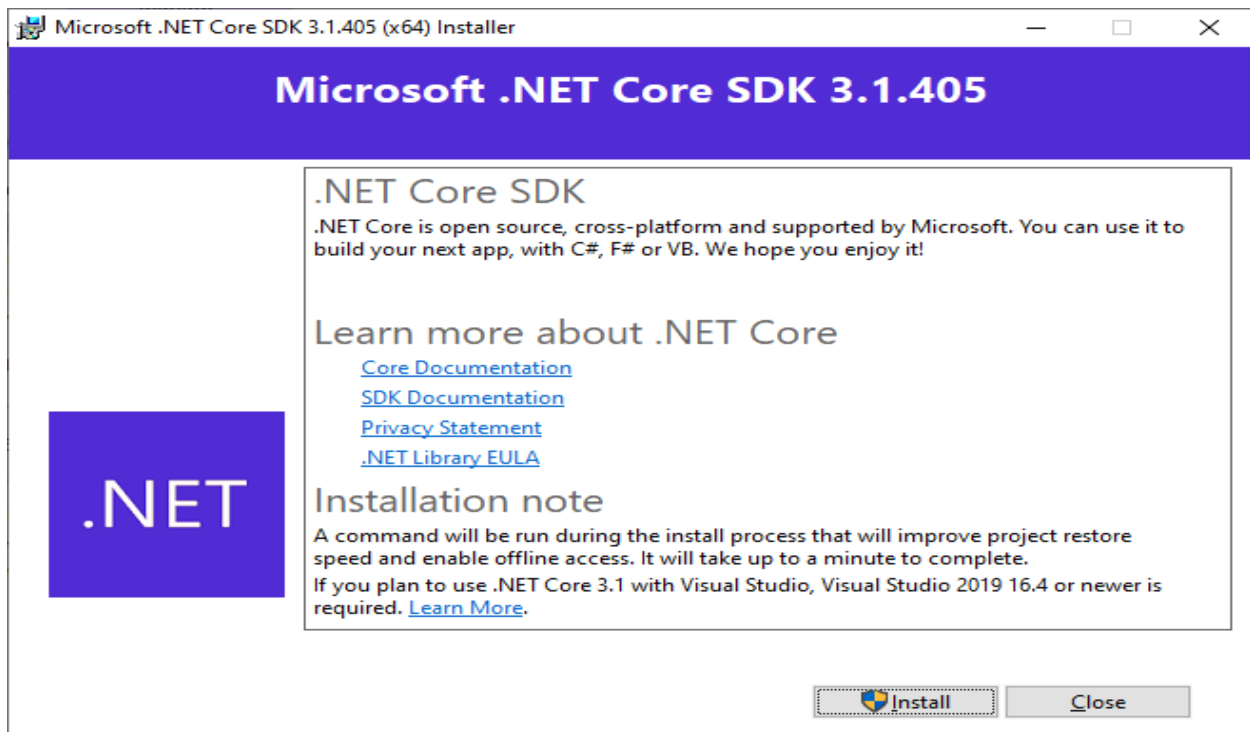 Microsoft .NET Core SDK 3.1.405 (x64) Installer
Microsoft .NET Core SDK 3.1.405
.NET Core SDK
.NET Core is open source, cross-platform and supported by Microsoft. You can use it to
build your next app, with C#, F# or VB. We hope you enjoy it!
Learn more about .NET Core
Core Documentation
SDK Documentation
Privacy Statement
.NET Library EULA
.NET
Installation note
A command will be run during the install process that will improve project restore
speed and enable offline access. It will take up to a minute to complete.
If you plan to use .NET Core 3.1 with Visual Studio, Visual Studio 2019 16.4 or newer is
required. Learn More.
Install
Close